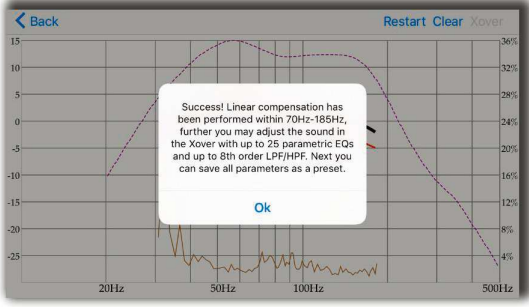 Back
Restart Clear Xover
15
10
5
0
-5
-10
-15
-20
-25
36%
32%
28%
24%
20%
16%
12%
8%
4%
Success! Linear compensation has
been performed within 70Hz-185Hz,
further you may adjust the sound in
the Xover with up to 25 parametric EQs
and up to 8th order LPF/HPF. Next you
can save all parameters as a preset.
Ok
20Hz 50Hz 100Hz 500Hz